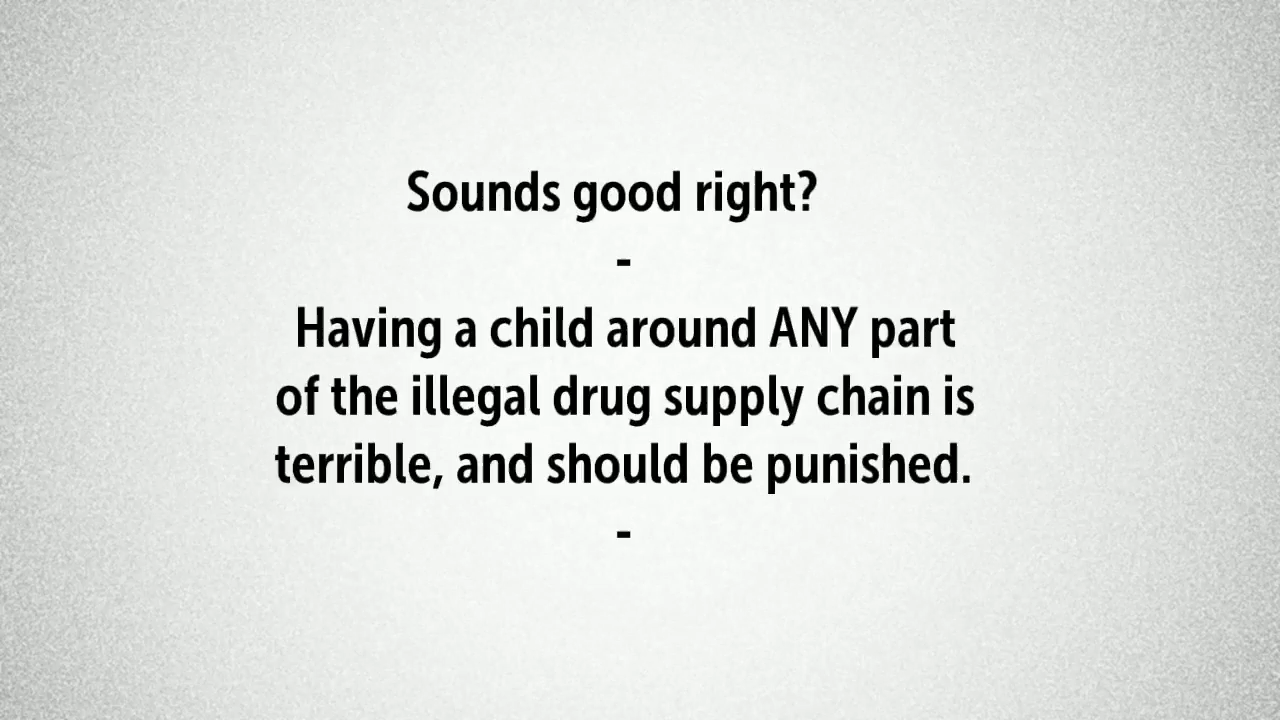 Sounds good right?
-
Having a child around ANY part
of the illegal drug supply chain is
terrible, and should be punished.
-